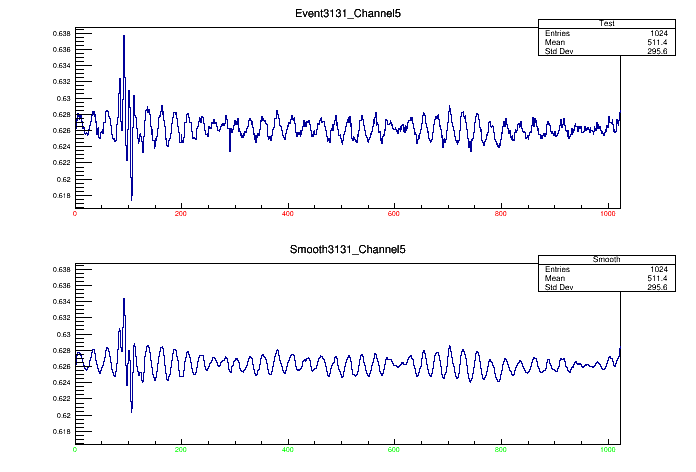 Event3131_Channel5
Test
Entries 1024
Mean 511.4
Std Dev 295.6
0.638
0.636
0.634
0.632
0.63
0.628
0.626
0.624
0.622
0.62
0.618
0 200 400 600 800 1000
Smooth3131_Channel5
Smooth
Entries 1024
Mean 511.4
Std Dev 295.6
0.638
0.636
0.634
0.632
0.63
0.628
0.626
0.624
0.622
0.62
0.618
0 200 400 600 800 1000